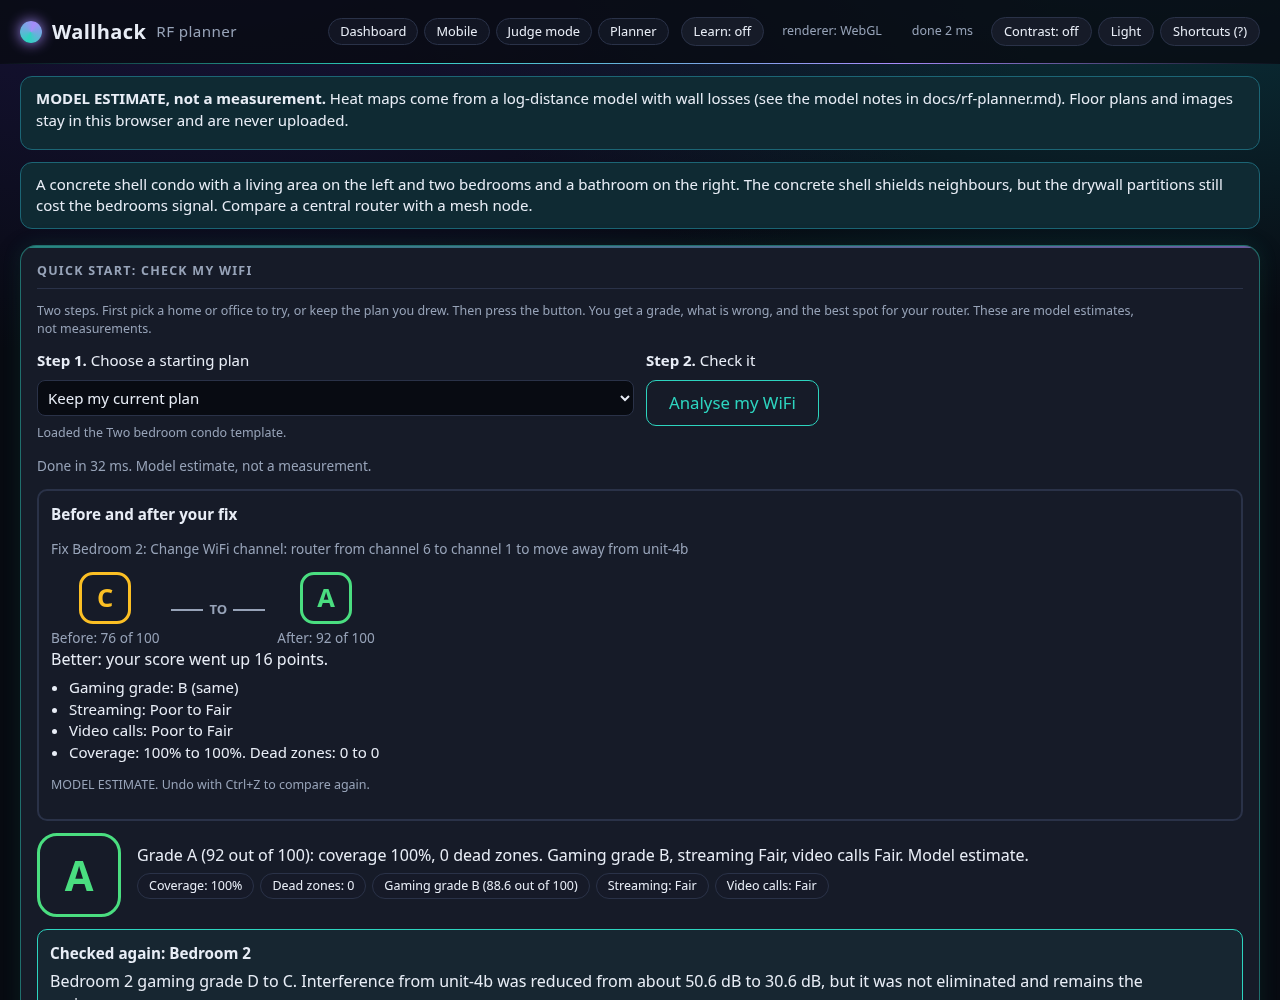 Wallhack RF planner
Dashboard
Mobile
Judge mode
Planner
Learn: off
renderer: WebGL
done 2 ms
Contrast: off
Light
Shortcuts (?)
MODEL ESTIMATE, not a measurement. Heat maps come from a log-distance model with wall losses (see the model notes in docs/rf-planner.md). Floor plans and images
stay in this browser and are never uploaded.
A concrete shell condo with a living area on the left and two bedrooms and a bathroom on the right. The concrete shell shields neighbours, but the drywall partitions still
cost the bedrooms signal. Compare a central router with a mesh node.
QUICK START: CHECK MY WIFI
Two steps. First pick a home or office to try, or keep the plan you drew. Then press the button. You get a grade, what is wrong, and the best spot for your router. These are model estimates,
not measurements.
Step 1. Choose a starting plan
Keep my current plan
Loaded the Two bedroom condo template.
Step 2. Check it
Analyse my WiFi
Done in 32 ms. Model estimate, not a measurement.
Before and after your fix
Fix Bedroom 2: Change WiFi channel: router from channel 6 to channel 1 to move away from unit-4b
C
TO
A
Before: 76 of 100
After: 92 of 100
Better: your score went up 16 points.
• Gaming grade: B (same)
• Streaming: Poor to Fair
• Video calls: Poor to Fair
• Coverage: 100% to 100%. Dead zones: 0 to 0
MODEL ESTIMATE. Undo with Ctrl+Z to compare again.
A
Grade A (92 out of 100): coverage 100%, 0 dead zones. Gaming grade B, streaming Fair, video calls Fair. Model estimate.
Coverage: 100%
Dead zones: 0
Gaming grade B (88.6 out of 100)
Streaming: Fair
Video calls: Fair
Checked again: Bedroom 2
Bedroom 2 gaming grade D to C. Interference from unit-4b was reduced from about 50.6 dB to 30.6 dB, but it was not eliminated and remains the